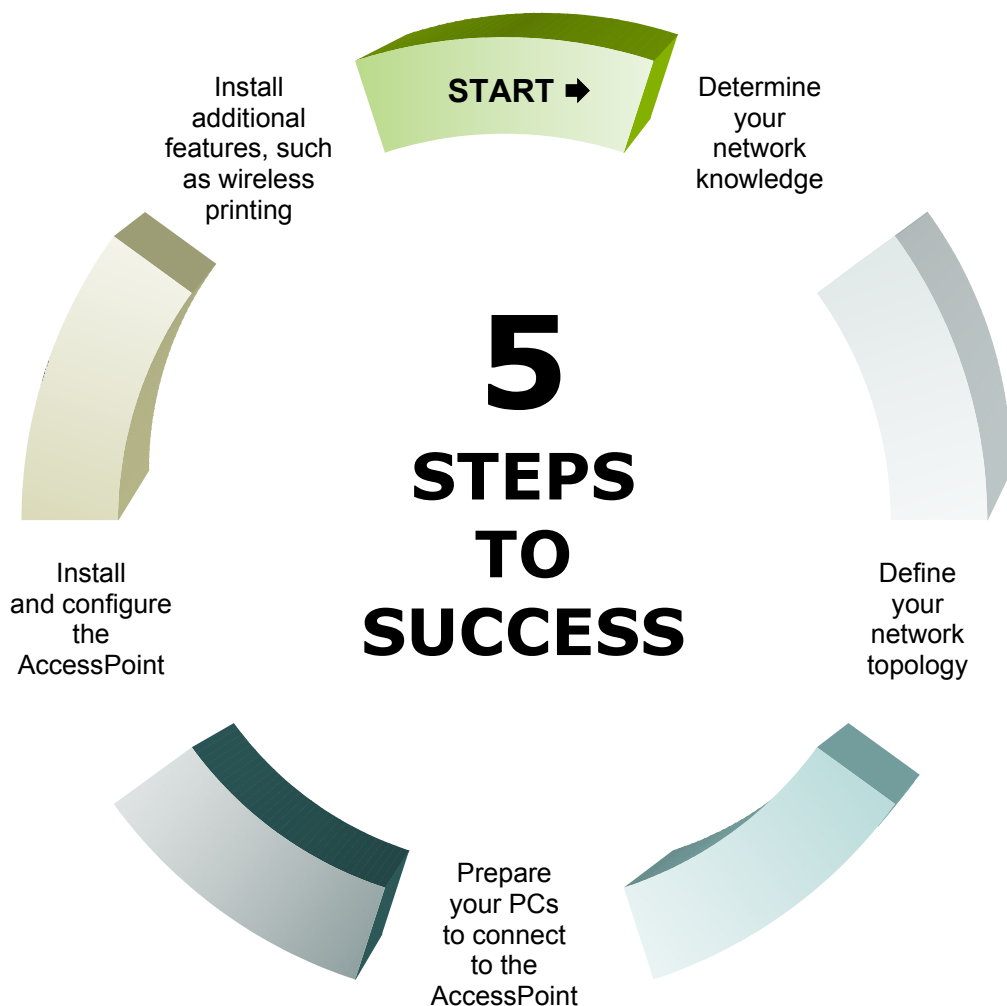 START ➡
Determine
your
network
knowledge
Define
your
network
topology
Prepare
your PCs
to connect
to the
AccessPoint
Install
and configure
the
AccessPoint
Install
additional
features, such
as wireless
printing
5
STEPS
TO
SUCCESS